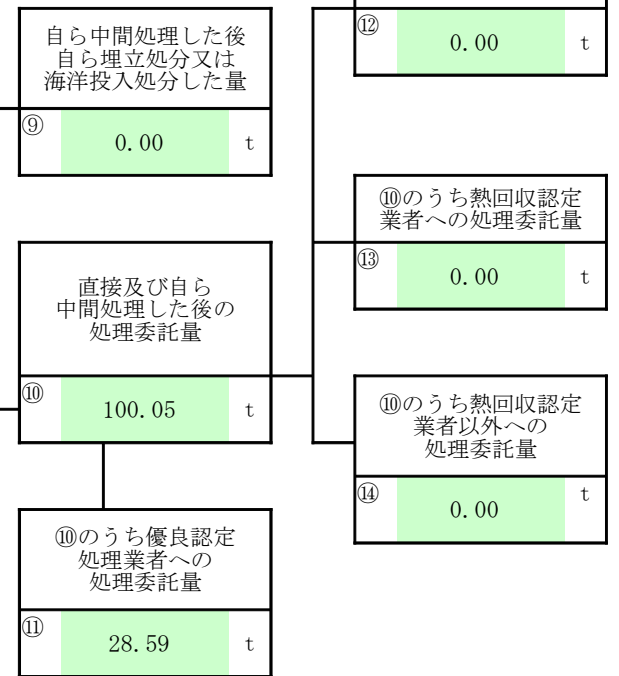 自ら中間処理した後
自ら埋立処分又は
海洋投入処分した量
⑨
0.00 t
直接及び自ら
中間処理した後の
処理委託量
⑩
100.05 t
⑩のうち優良認定
処理業者への
処理委託量
⑪
28.59 t
⑫
0.00 t
⑩のうち熱回収認定
業者への処理委託量
⑬
0.00 t
⑩のうち熱回収認定
業者以外への
処理委託量
⑭
0.00 t